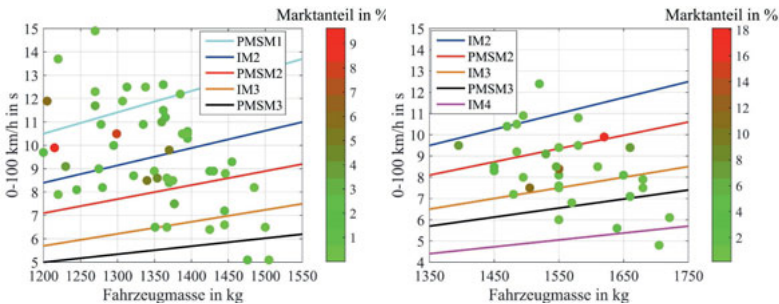 Marktanteil in %
15
14
13
12
11
10
9
8
7
6
5
0-100 km/h in s
PMSM1
IM2
PMSM2
IM3
PMSM3
1200 1250 1300 1350 1400 1450 1500 1550
Fahrzeugmasse in kg
9
8
7
6
5
4
3
2
1
Marktanteil in %
15
14
13
12
11
10
9
8
7
6
5
4
0-100 km/h in s
IM2
PMSM2
IM3
PMSM3
IM4
1350 1450 1550 1650 1750
Fahrzeugmasse in kg
18
16
14
12
10
8
6
4
2